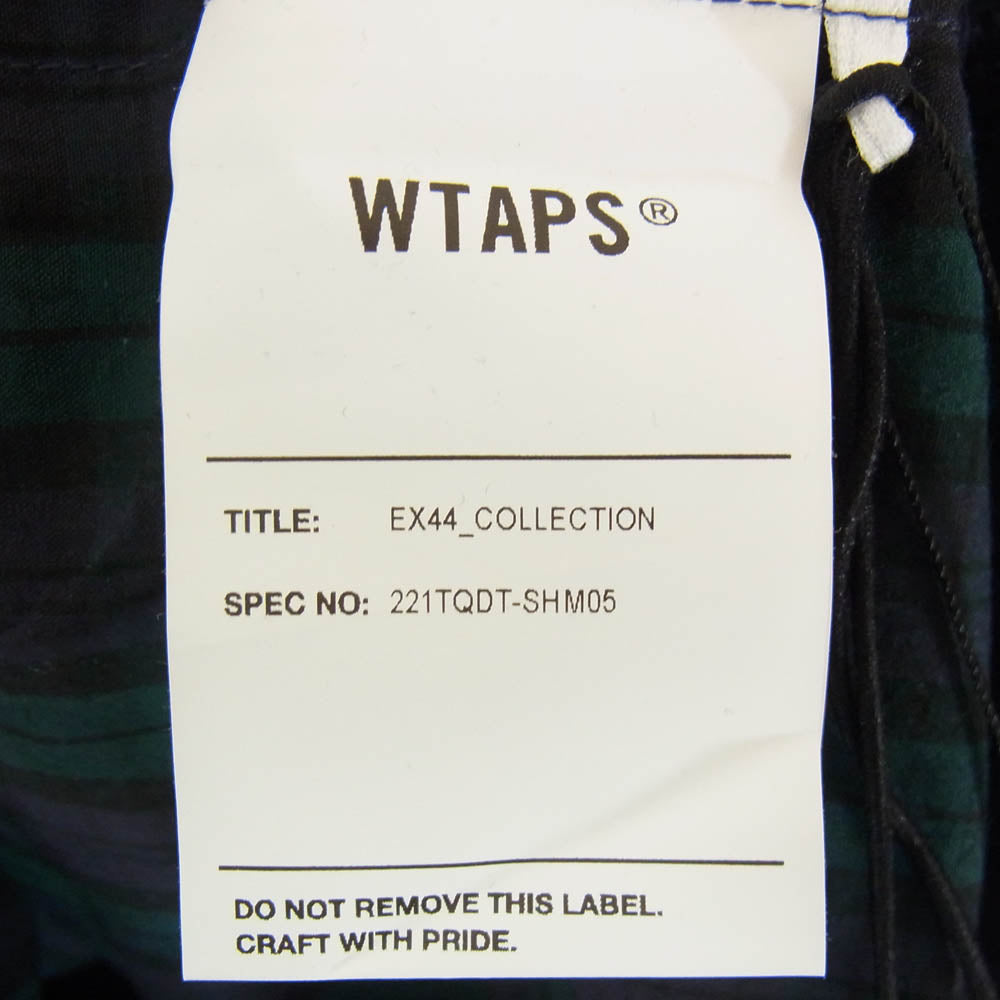 WTAPS®
TITLE: EX44_COLLECTION
SPEC NO: 221TQDT-SHM05
DO NOT REMOVE THIS LABEL.
CRAFT WITH PRIDE.